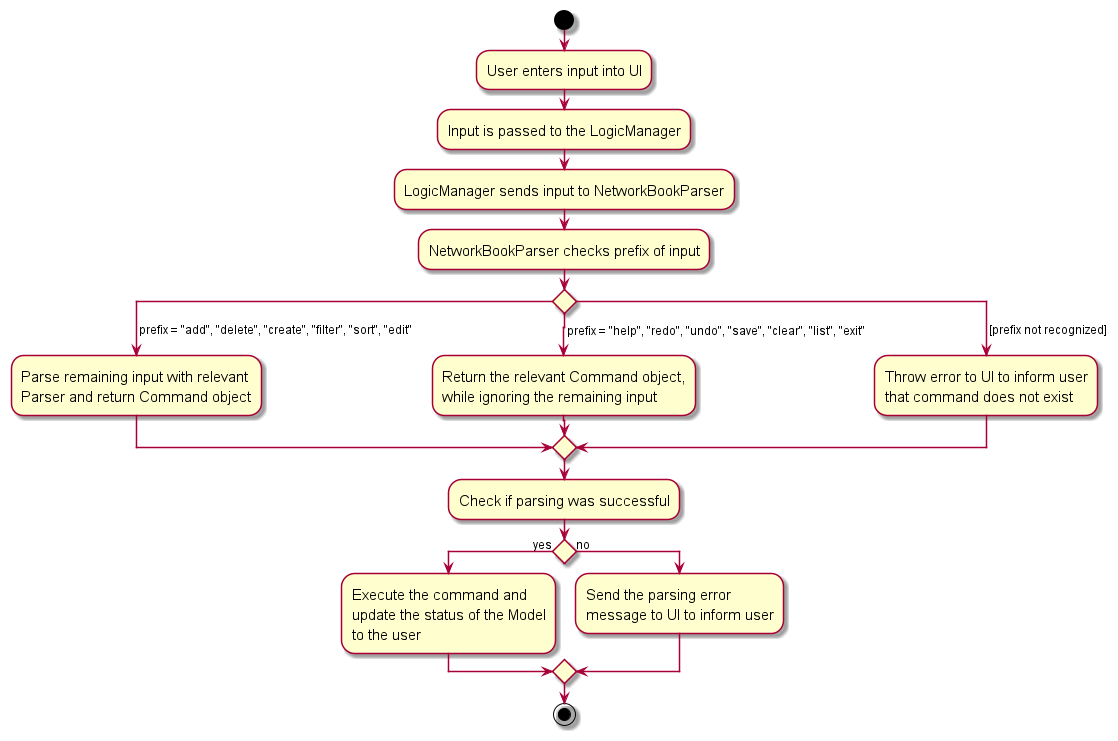 User enters input into UI
Input is passed to the LogicManager
LogicManager sends input to NetworkBookParser
NetworkBookParser checks prefix of input
prefix = "add", "delete", "create", "filter", "sort", "edit"
prefix = "help", "redo", "undo", "save", "clear", "list", "exit"
[prefix not recognized]
Parse remaining input with relevant
Parser and return Command object
Return the relevant Command object,
while ignoring the remaining input
Throw error to UI to inform user
that command does not exist
Check if parsing was successful
yes
no
Execute the command and
update the status of the Model
to the user
Send the parsing error
message to UI to inform user